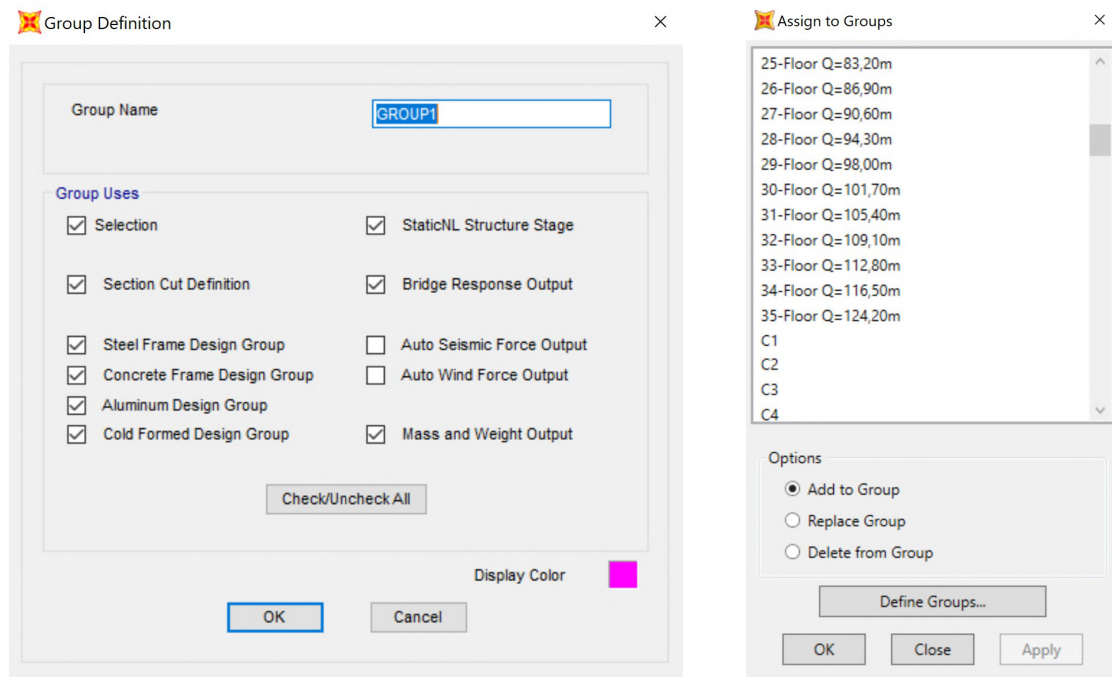 Group Definition
Group Name
GROUP1
Group Uses
Selection
StaticNL Structure Stage
Section Cut Definition
Bridge Response Output
Steel Frame Design Group
Auto Seismic Force Output
Concrete Frame Design Group
Auto Wind Force Output
Aluminum Design Group
Cold Formed Design Group
Mass and Weight Output
Check/Uncheck All
Display Color
OK
Cancel
Assign to Groups
25-Floor Q=83,20m
26-Floor Q=86,90m
27-Floor Q=90,60m
28-Floor Q=94,30m
29-Floor Q=98,00m
30-Floor Q=101,70m
31-Floor Q=105,40m
32-Floor Q=109,10m
33-Floor Q=112,80m
34-Floor Q=116,50m
35-Floor Q=124,20m
C1
C2
C3
C4
Options
Add to Group
Replace Group
Delete from Group
Define Groups...
OK
Close
Apply